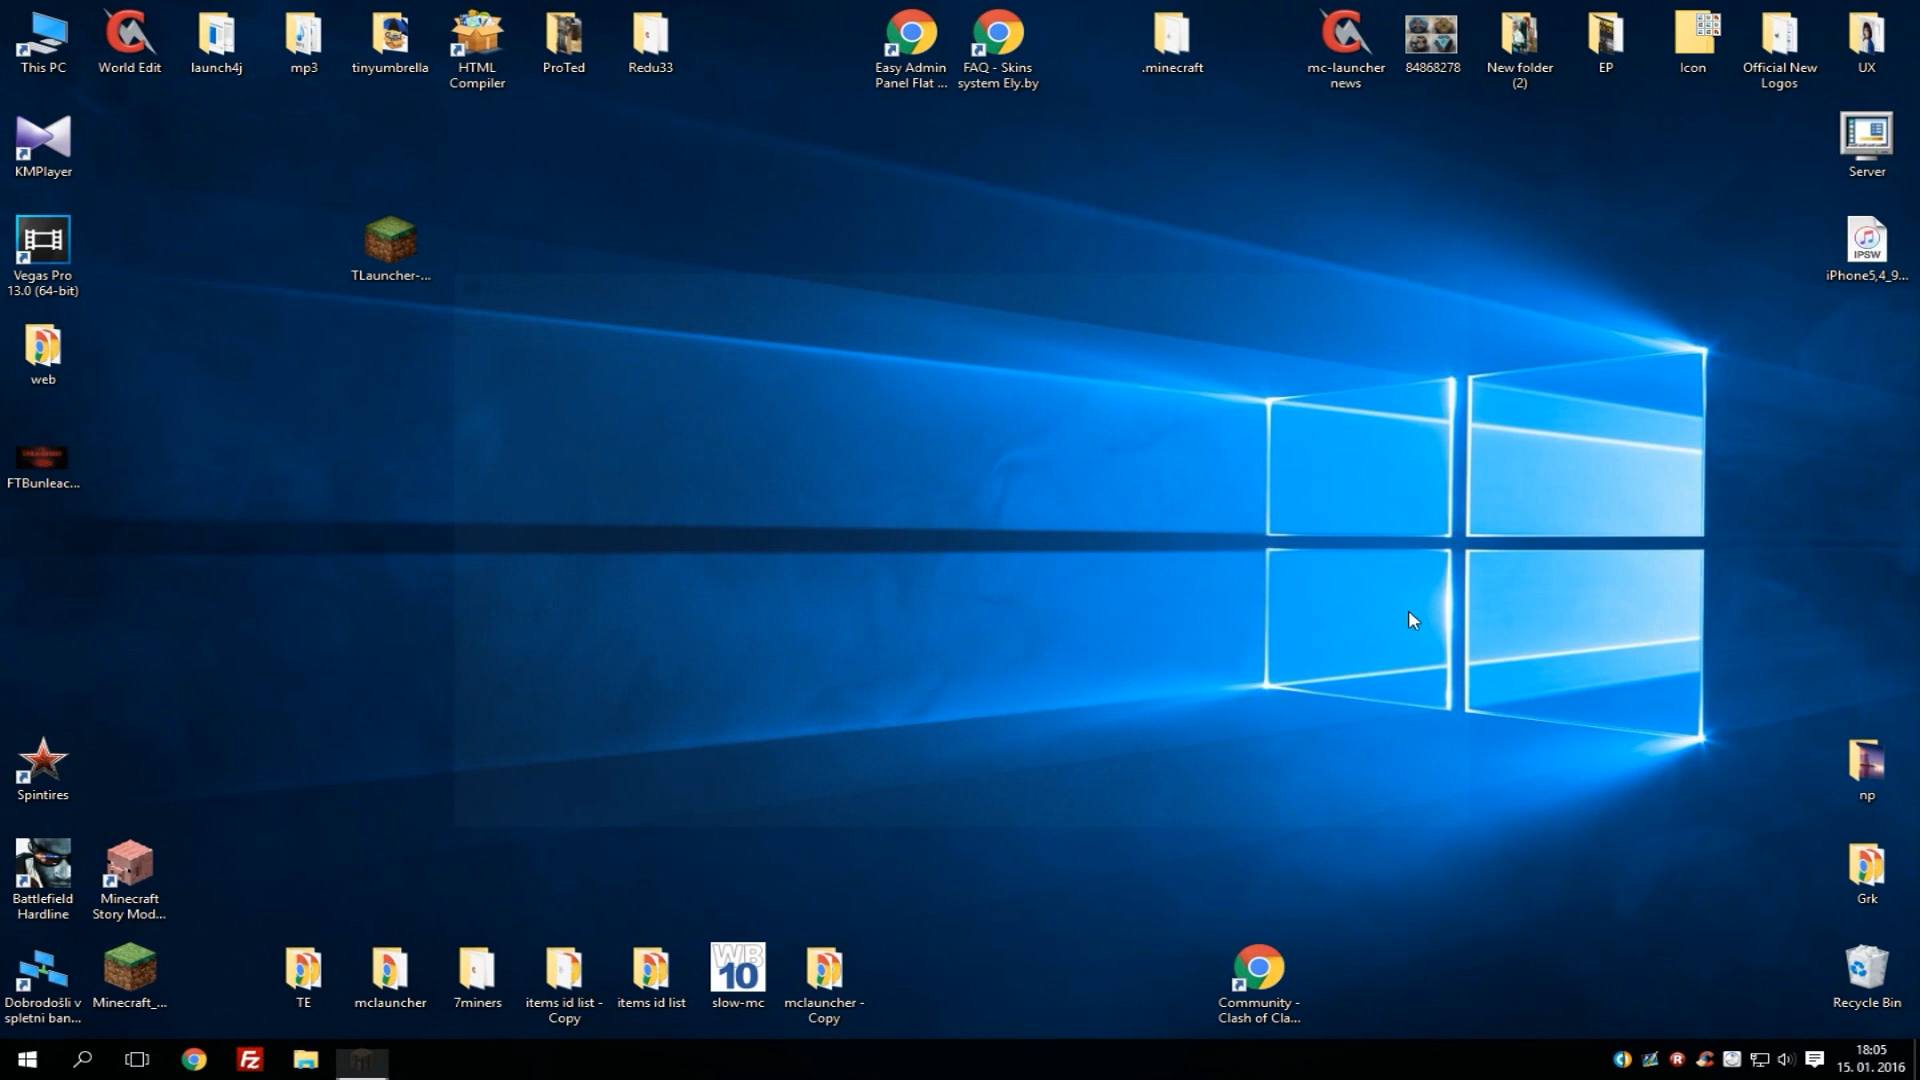 This PC
World Edit
launch4j
mp3
tinyumbrella
HTML
Compiler
ProTed
Redu33
Easy Admin
Panel Flat ...
FAQ - Skins
system Ely.by
.minecraft
mc-launcher
news
84868278
New folder
(2)
EP
Icon
Official New
Logos
UX
KMPlayer
Server
Vegas Pro
13.0 (64-bit)
TLauncher-...
IPSW
iPhone5,4_9...
web
FTBunleac...
Spintires
np
Battlefield
Hardline
Minecraft
Story Mod...
Grk
Dobrodošli v
spletni ban...
Minecraft_...
TE
mclauncher
7miners
items id list -
Copy
items id list
WB
10
slow-mc
mclauncher -
Copy
Community -
Clash of Cla...
Recycle Bin
Fz
18:05
15. 01. 2016